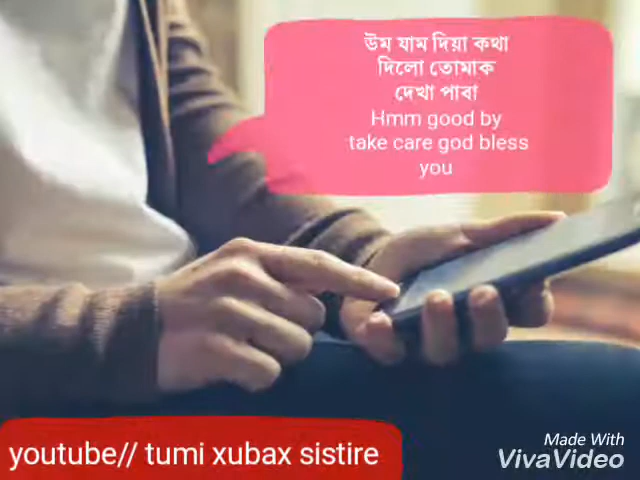 উম যাম দিয়া কথা
দিলো তোমাক
দেখা পাবা
Hmm good by
take care god bless
you
youtube// tumi xubax sistire
Made With
VivaVideo